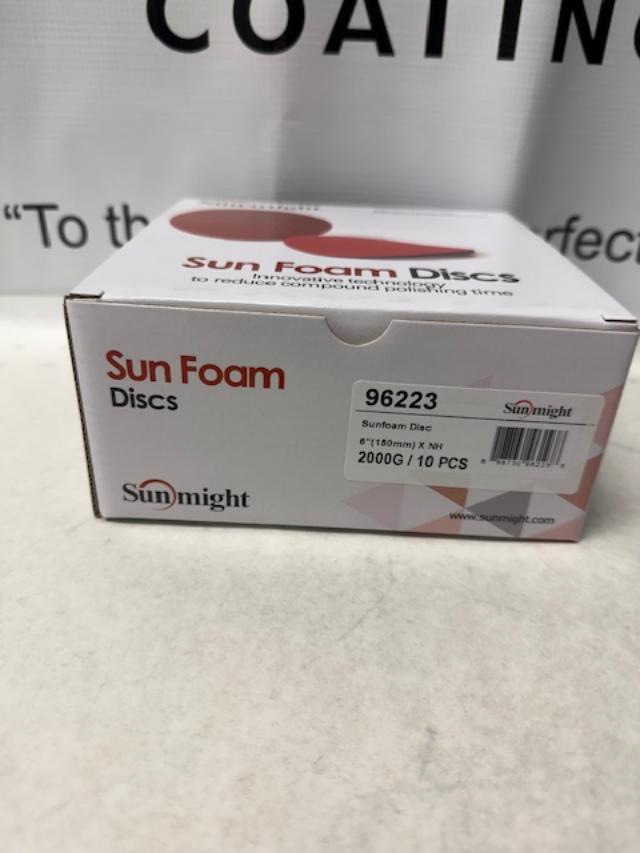 COATIN
“To th
rfect
Sun Foam Discs
Innovative technology
to reduce compound polishing time
Sun Foam
Discs
Sunmight
96223
Sunmight
Sunfoam Disc
6"(150mm) X NH
2000G / 10 PCS
www.sunmight.com